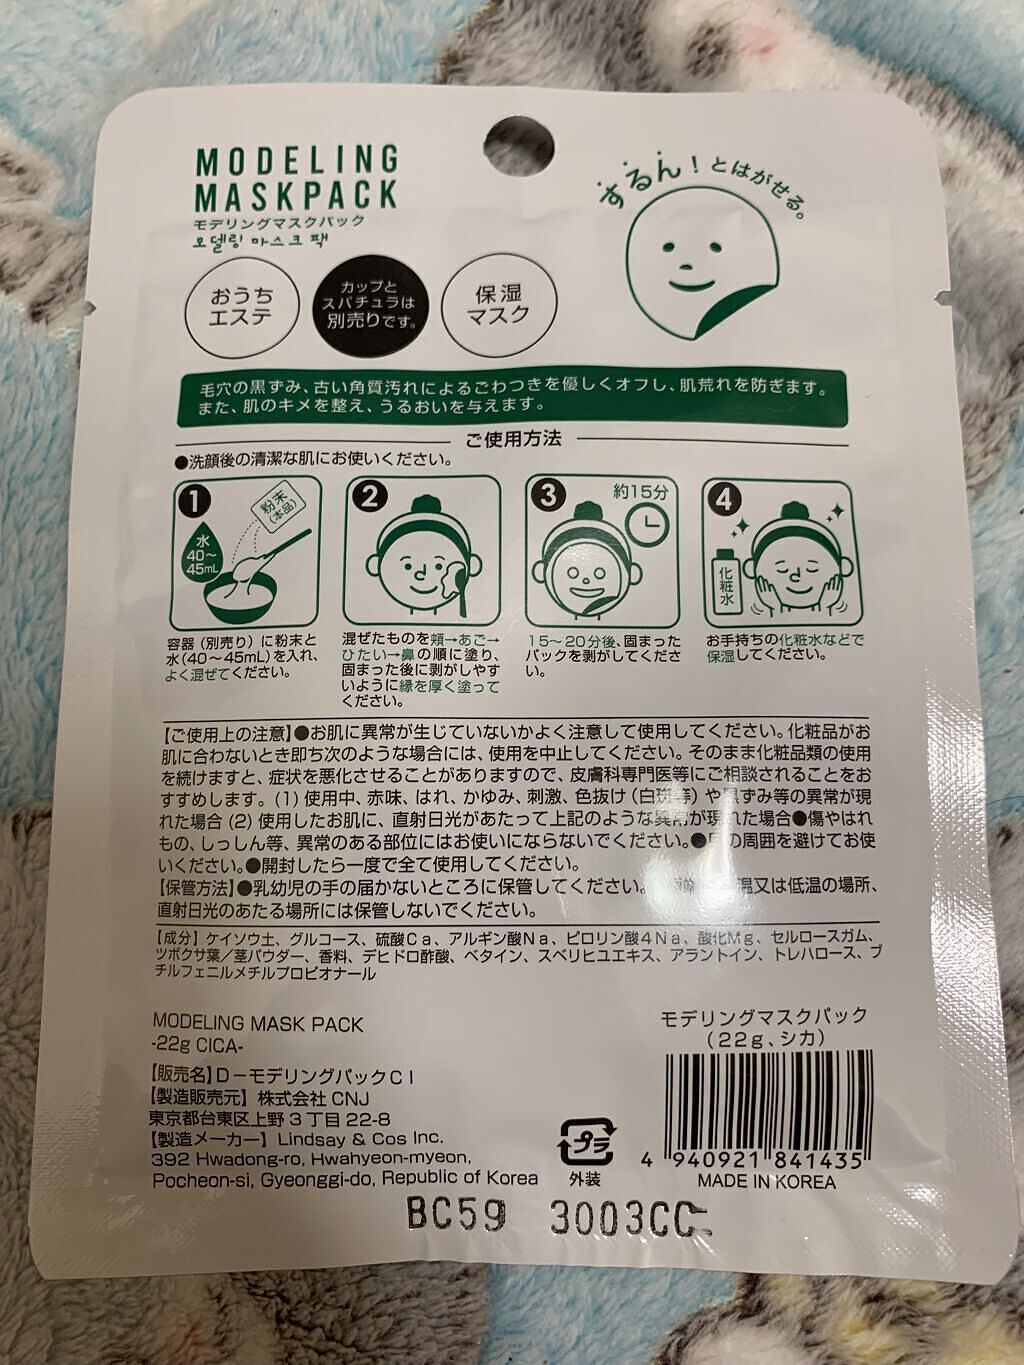 MODELING
MASKPACK
モデリングマスクパック
모델링 마스크 팩
するん!とはがせる。
おうち
エステ
カップと
スパチュラは
別売りです。
保湿
マスク
毛穴の黒ずみ、古い角質汚れによるごわつきを優しくオフし、肌荒れを防ぎます。
また、肌のキメを整え、うるおいを与えます。
ご使用方法
●洗顔後の清潔な肌にお使いください。
1
粉末
(本品)
水
40～
45mL
容器(別売り)に粉末と
水(40～45mL)を入れ、
よく混ぜてください。
2
混ぜたものを頬→あご→
ひたい→鼻の順に塗り、
固まった後に剥がしやす
いように縁を厚く塗って
ください。
3
約15分
15～20分後、固まった
パックを剥がしてくださ
い。
4
化粧水
お手持ちの化粧水などで
保湿してください。
【ご使用上の注意】●お肌に異常が生じていないかよく注意して使用してください。化粧品がお
肌に合わないとき即ち次のような場合には、使用を中止してください。そのまま化粧品類の使用
を続けますと、症状を悪化させることがありますので、皮膚科専門医等にご相談されることをお
すすめします。(1)使用中、赤味、はれ、かゆみ、刺激、色抜け(白斑等)や黒ずみ等の異常が現
れた場合(2)使用したお肌に、直射日光があたって上記のような異常が現れた場合●傷やはれ
もの、しっしん等、異常のある部位にはお使いにならないでください。●の周囲を避けてお使
いください。●開封したら一度で全て使用してください。
【保管方法】●乳幼児の手の届かないところに保管してください。温又は低温の場所、
直射日光のあたる場所には保管しないでください。
【成分】ケイソウ土、グルコース、硫酸Ca、アルギン酸Na、ピロリン酸4Na、酸化Mg、セルロースガム、
ツボクサ葉/茎パウダー、香料、デヒドロ酢酸、ベタイン、スベリヒユエキス、アラントイン、トレハロース、ブ
チルフェニルメチルプロピオナール
MODELING MASK PACK
-22g CICA-
【販売名】D-モデリングパックCI
【製造販売元】株式会社CNJ
東京都台東区上野3丁目22-8
【製造メーカー】Lindsay & Cos Inc.
392 Hwadong-ro, Hwahyeon-myeon,
Pocheon-si, Gyeonggi-do, Republic of Korea
プラ
外装
モデリングマスクパック
(22g、シカ)
4 940921 841435
MADE IN KOREA
BC59 3003CC